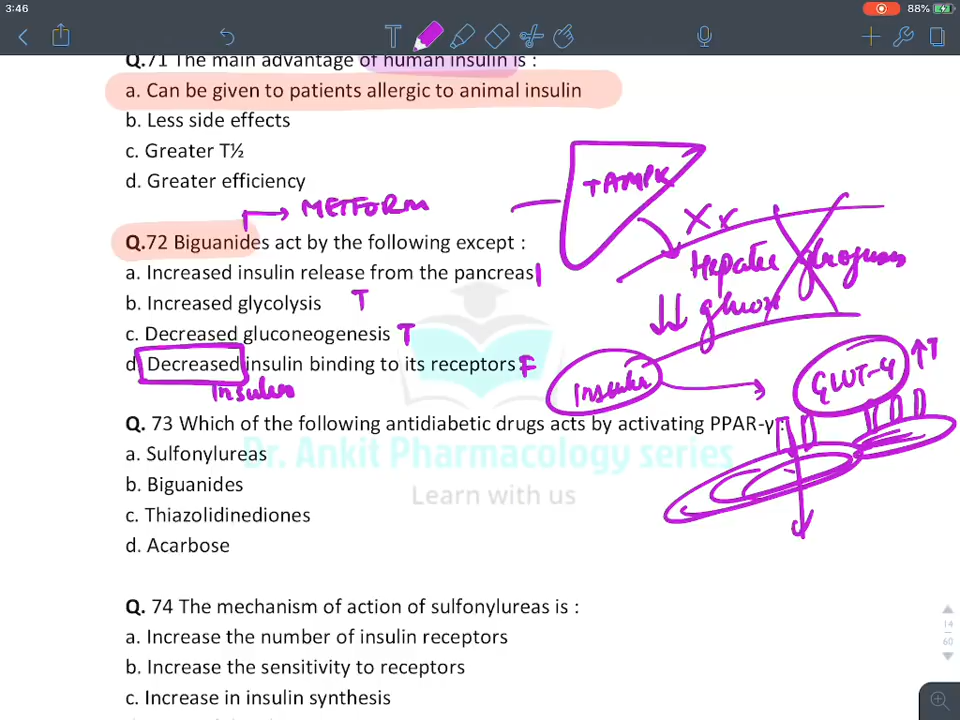 3:46
88%
T
Q.71 The main advantage of human insulin is :
a. Can be given to patients allergic to animal insulin
b. Less side effects
c. Greater T½
d. Greater efficiency
METFORM
↑AMPK
Q.72 Biguanides act by the following except :
a. Increased insulin release from the pancreas
Hepatic
b. Increased glycolysis T
↓↓
c. Decreased gluconeogenesis T
d. Decreased insulin binding to its receptors F
Insulin
GLUT-4 ↑↑
Q. 73 Which of the following antidiabetic drugs acts by activating PPAR-γ :
a. Sulfonylureas
Dr. Ankit Pharmacology series
b. Biguanides
Learn with us
c. Thiazolidinediones
d. Acarbose
Q. 74 The mechanism of action of sulfonylureas is :
a. Increase the number of insulin receptors
14
60
b. Increase the sensitivity to receptors
c. Increase in insulin synthesis